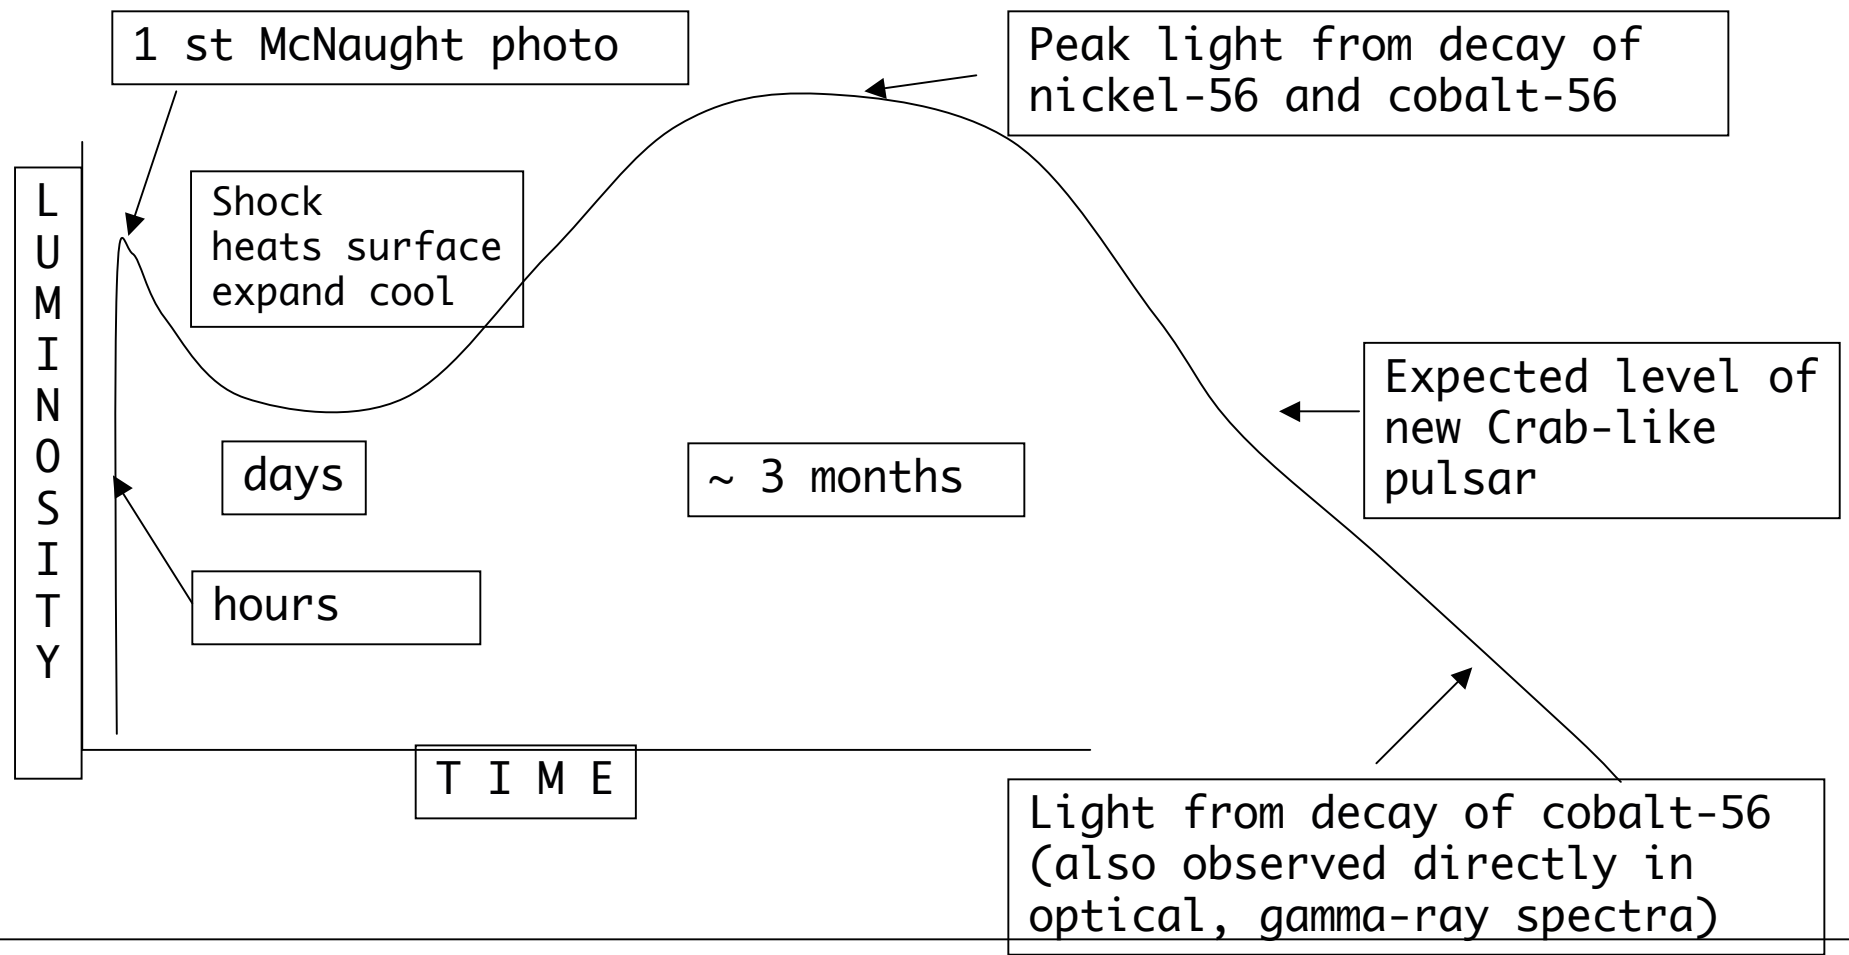 1 st McNaught photo
Peak light from decay of
nickel-56 and cobalt-56
L
U
M
I
N
O
S
I
T
Y
Shock
heats surface
expand cool
Expected level of
new Crab-like
pulsar
days
~ 3 months
hours
T I M E
Light from decay of cobalt-56
(also observed directly in
optical, gamma-ray spectra)